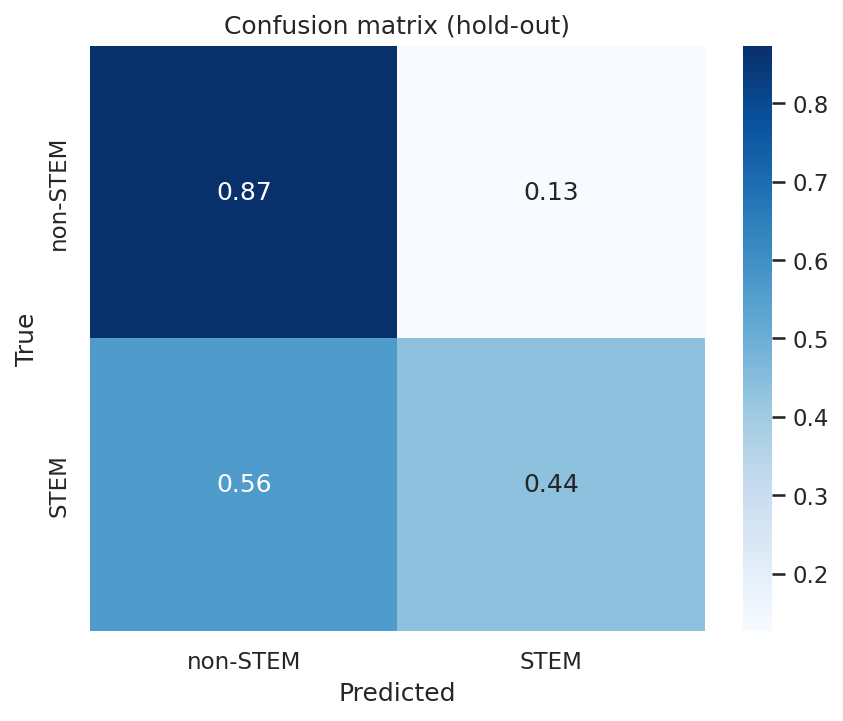 Confusion matrix (hold-out)
True
non-STEM
STEM
0.87
0.13
0.56
0.44
non-STEM
STEM
Predicted
0.8
0.7
0.6
0.5
0.4
0.3
0.2